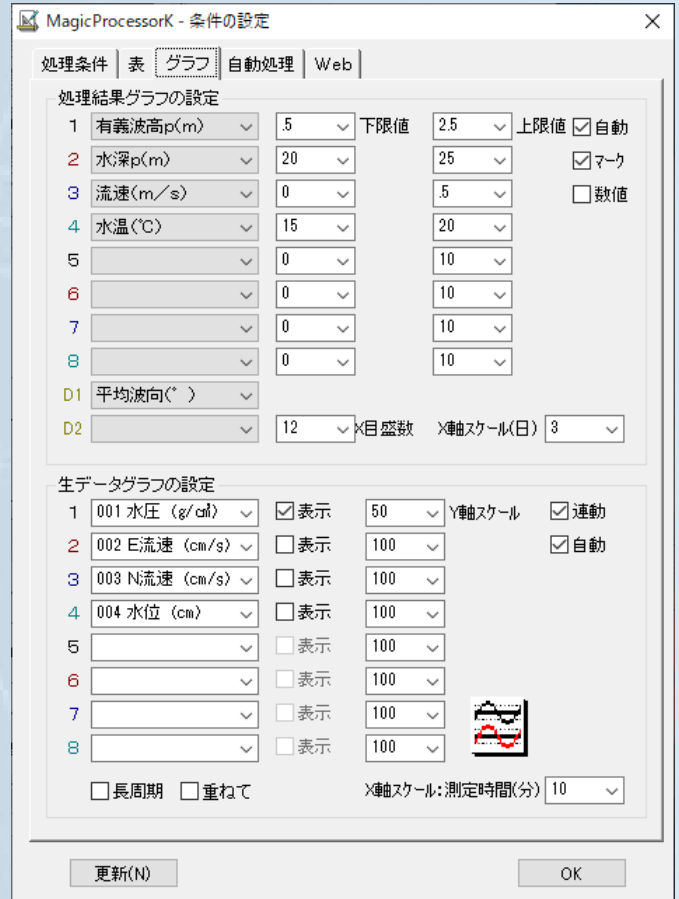 MagicProcessorK - 条件の設定
処理条件 表 グラフ 自動処理 Web
処理結果グラフの設定
1 有義波高p(m) .5 下限値 2.5 上限値 自動
2 水深p(m) 20 25 マーク
3 流速(m/s) 0 .5 数値
4 水温(℃) 15 20
5 0 10
6 0 10
7 0 10
8 0 10
D1 平均波向(°)
D2 12 X目盛数 X軸スケール(日) 3
生データグラフの設定
1 001 水圧 (g/c㎡) 表示 50 Y軸スケール 連動
2 002 E流速 (cm/s) 表示 100 自動
3 003 N流速 (cm/s) 表示 100
4 004 水位 (cm) 表示 100
5 表示 100
6 表示 100
7 表示 100
8 表示 100
長周期 重ねて X軸スケール:測定時間(分) 10
更新(N) OK